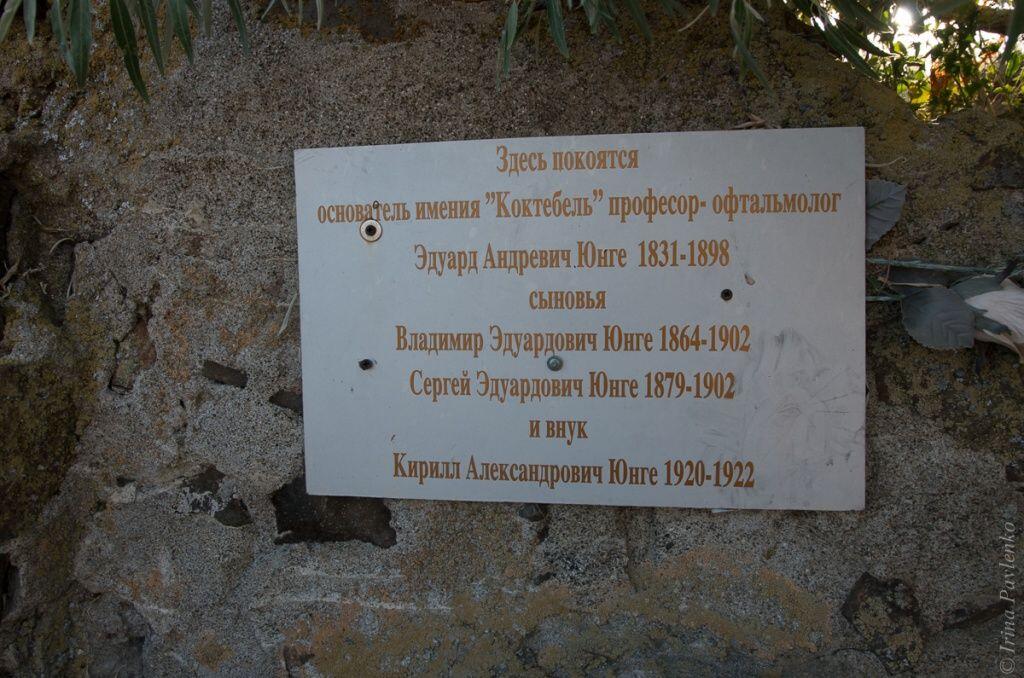 Здесь покоятся
основатель имения "Коктебель" професор- офтальмолог
Эдуард Андревич Юнге 1831-1898
сыновья
Владимир Эдуардович Юнге 1864-1902
Сергей Эдуардович Юнге 1879-1902
и внук
Кирилл Александрович Юнге 1920-1922
© Irina Pavlenko